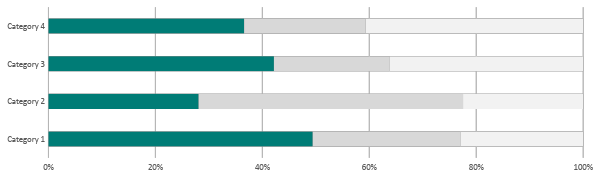 Category 4
Category 3
Category 2
Category 1
0% 20% 40% 60% 80% 100%